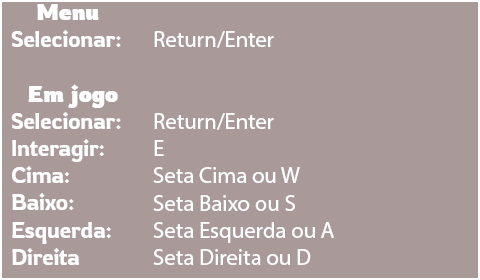 Menu
Selecionar: Return/Enter
Em jogo
Selecionar: Return/Enter
Interagir: E
Cima: Seta Cima ou W
Baixo: Seta Baixo ou S
Esquerda: Seta Esquerda ou A
Direita Seta Direita ou D